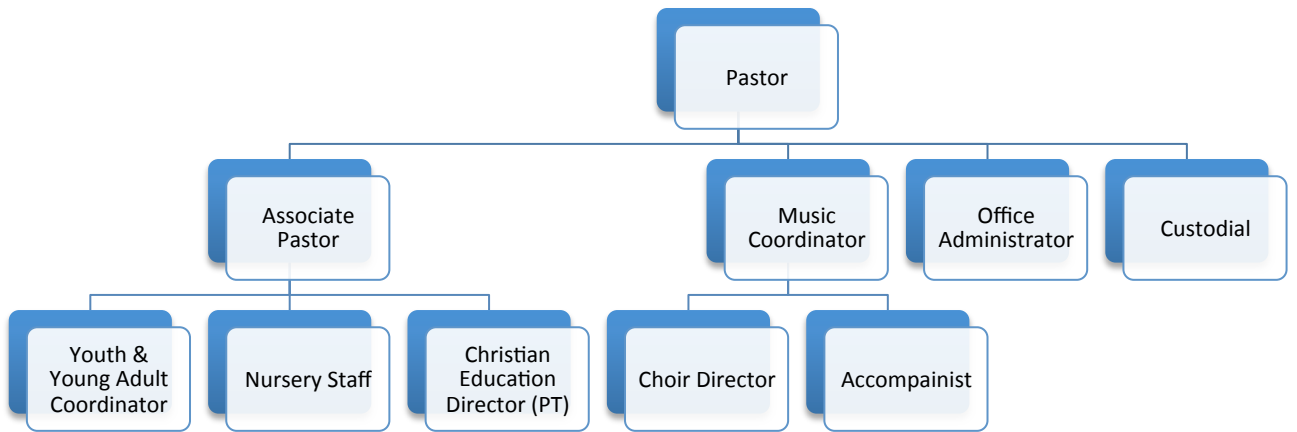 Pastor
Associate
Pastor
Music
Coordinator
Office
Administrator
Custodial
Youth &
Young Adult
Coordinator
Nursery Staff
Christian
Education
Director (PT)
Choir Director
Accompainist